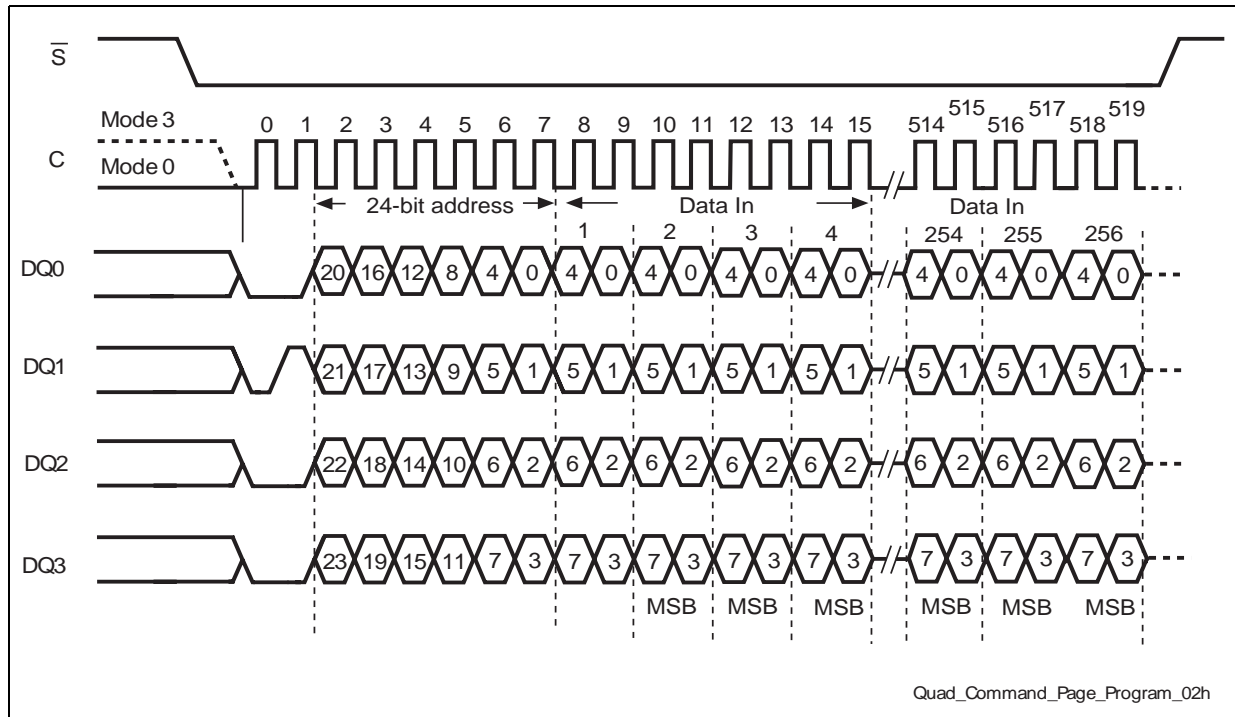 S
Mode 3
C
Mode 0
0 1 2 3 4 5 6 7 8 9 10 11 12 13 14 15 514 515 516 517 518 519
24-bit address Data In Data In
1 2 3 4 254 255 256
DQ0 20 16 12 8 4 0 4 0 4 0 4 0 4 0 4 0 4 0 4 0
DQ1 21 17 13 9 5 1 5 1 5 1 5 1 5 1 5 1 5 1 5 1
DQ2 22 18 14 10 6 2 6 2 6 2 6 2 6 2 6 2 6 2 6 2
DQ3 23 19 15 11 7 3 7 3 7 3 7 3 7 3 7 3 7 3 7 3
MSB MSB MSB MSB MSB MSB
Quad_Command_Page_Program_02h